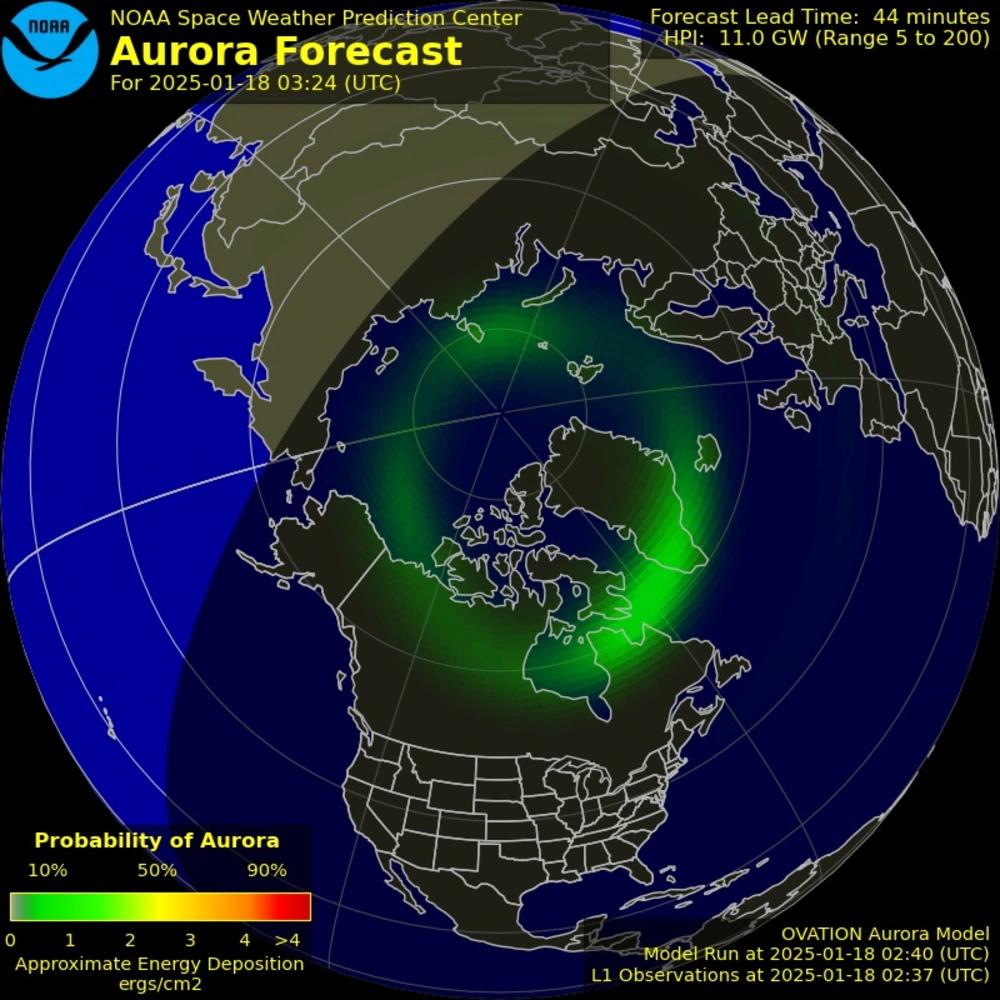 NOAA
NOAA Space Weather Prediction Center
Aurora Forecast
For 2025-01-18 03:24 (UTC)
Forecast Lead Time: 44 minutes
HPI: 11.0 GW (Range 5 to 200)
Probability of Aurora
10% 50% 90%
0 1 2 3 4 >4
Approximate Energy Deposition
ergs/cm2
OVATION Aurora Model
Model Run at 2025-01-18 02:40 (UTC)
L1 Observations at 2025-01-18 02:37 (UTC)